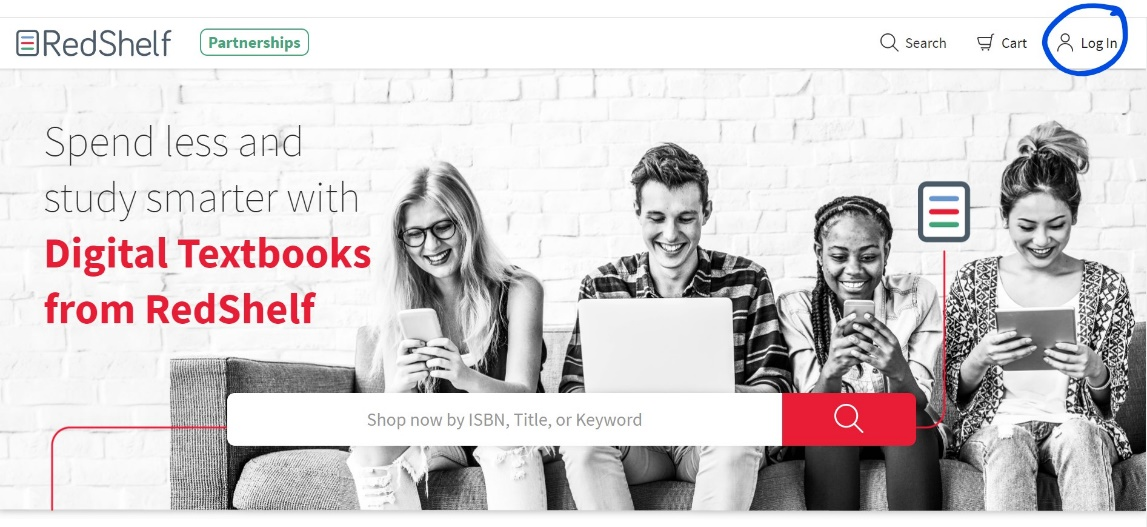 RedShelf
Partnerships
Search
Cart
Log In
Spend less and
study smarter with
Digital Textbooks
from RedShelf
Shop now by ISBN, Title, or Keyword